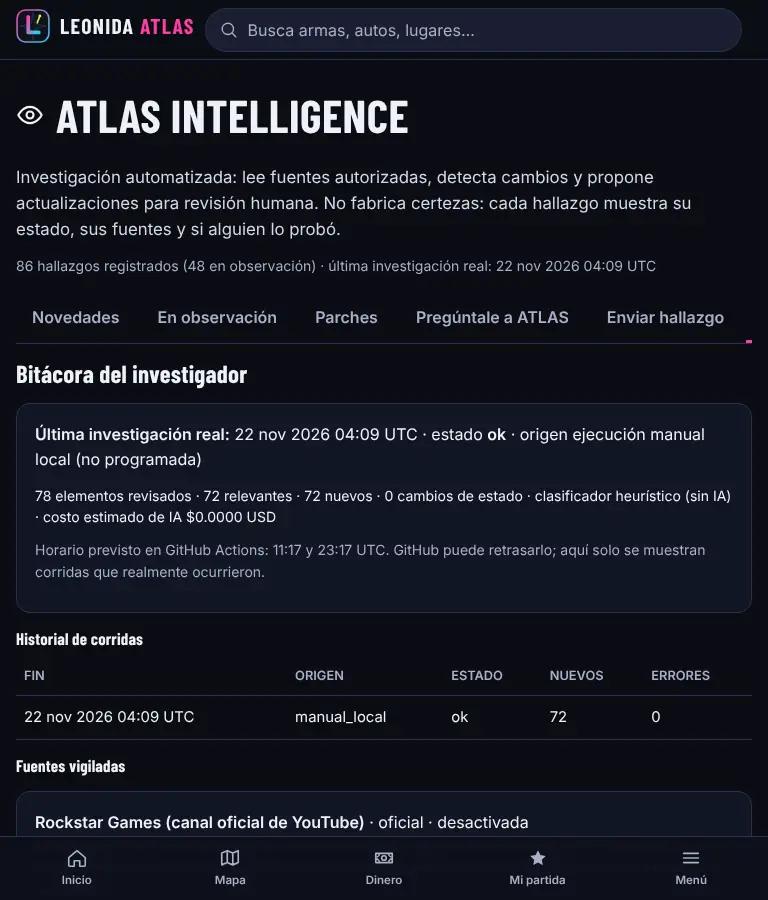 LEONIDA ATLAS
Busca armas, autos, lugares...
ATLAS INTELLIGENCE
Investigación automatizada: lee fuentes autorizadas, detecta cambios y propone
actualizaciones para revisión humana. No fabrica certezas: cada hallazgo muestra su
estado, sus fuentes y si alguien lo probó.
86 hallazgos registrados (48 en observación) · última investigación real: 22 nov 2026 04:09 UTC
Novedades En observación Parches Pregúntale a ATLAS Enviar hallazgo
Bitácora del investigador
Última investigación real: 22 nov 2026 04:09 UTC · estado ok · origen ejecución manual
local (no programada)
78 elementos revisados · 72 relevantes · 72 nuevos · 0 cambios de estado · clasificador heurístico (sin IA)
· costo estimado de IA $0.0000 USD
Horario previsto en GitHub Actions: 11:17 y 23:17 UTC. GitHub puede retrasarlo; aquí solo se muestran
corridas que realmente ocurrieron.
Historial de corridas
FIN ORIGEN ESTADO NUEVOS ERRORES
22 nov 2026 04:09 UTC manual_local ok 72 0
Fuentes vigiladas
Rockstar Games (canal oficial de YouTube) · oficial · desactivada
Inicio Mapa Dinero Mi partida Menú